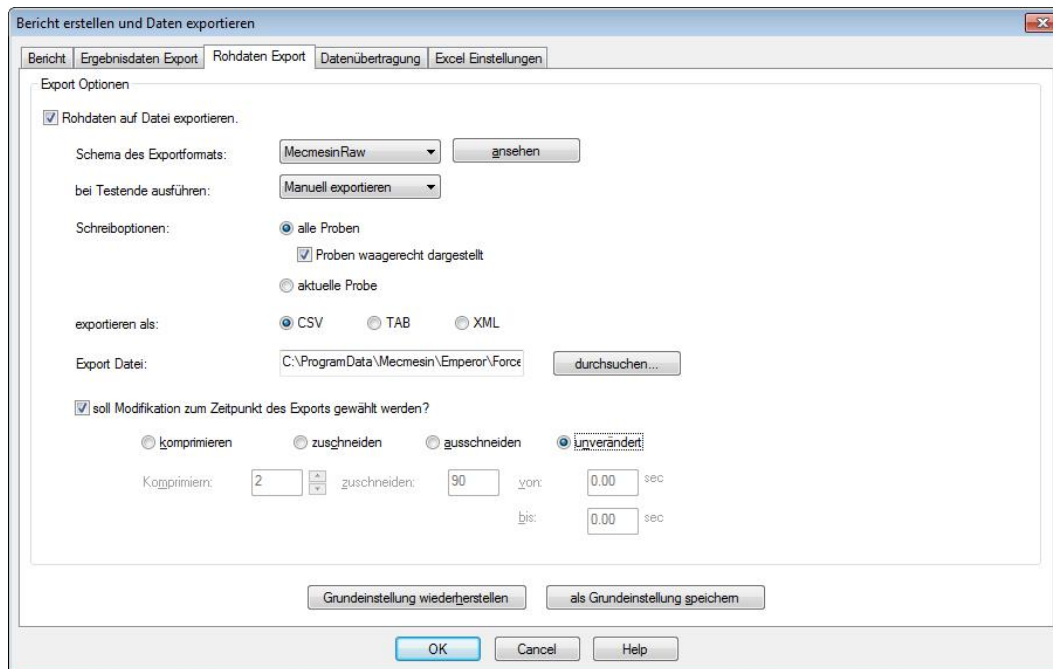 Bericht erstellen und Daten exportieren
Bericht
Ergebnisdaten Export
Rohdaten Export
Datenübertragung
Excel Einstellungen
Export Optionen
Rohdaten auf Datei exportieren.
Schema des Exportformats: MecmesinRaw ansehen
bei Testende ausführen: Manuell exportieren
Schreiboptionen: alle Proben
Proben waagerecht dargestellt
aktuelle Probe
exportieren als: CSV TAB XML
Export Datei: C:\ProgramData\Mecmesin\Emperor\Force durchsuchen...
soll Modifikation zum Zeitpunkt des Exports gewählt werden?
komprimieren zuschneiden ausschneiden unverändert
Komprimiern: 2 zuschneiden: 90 von: 0.00 sec
bis: 0.00 sec
Grundeinstellung wiederherstellen als Grundeinstellung speichern
OK Cancel Help